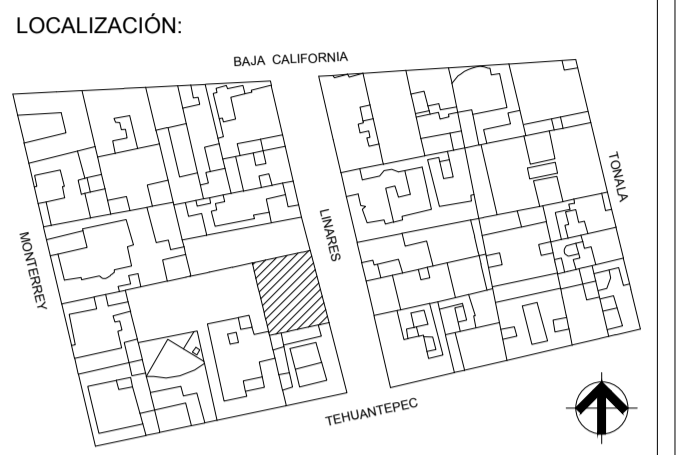 LOCALIZACIÓN:
BAJA CALIFORNIA
TONALA
LINARES
MONTERREY
TEHUANTEPEC